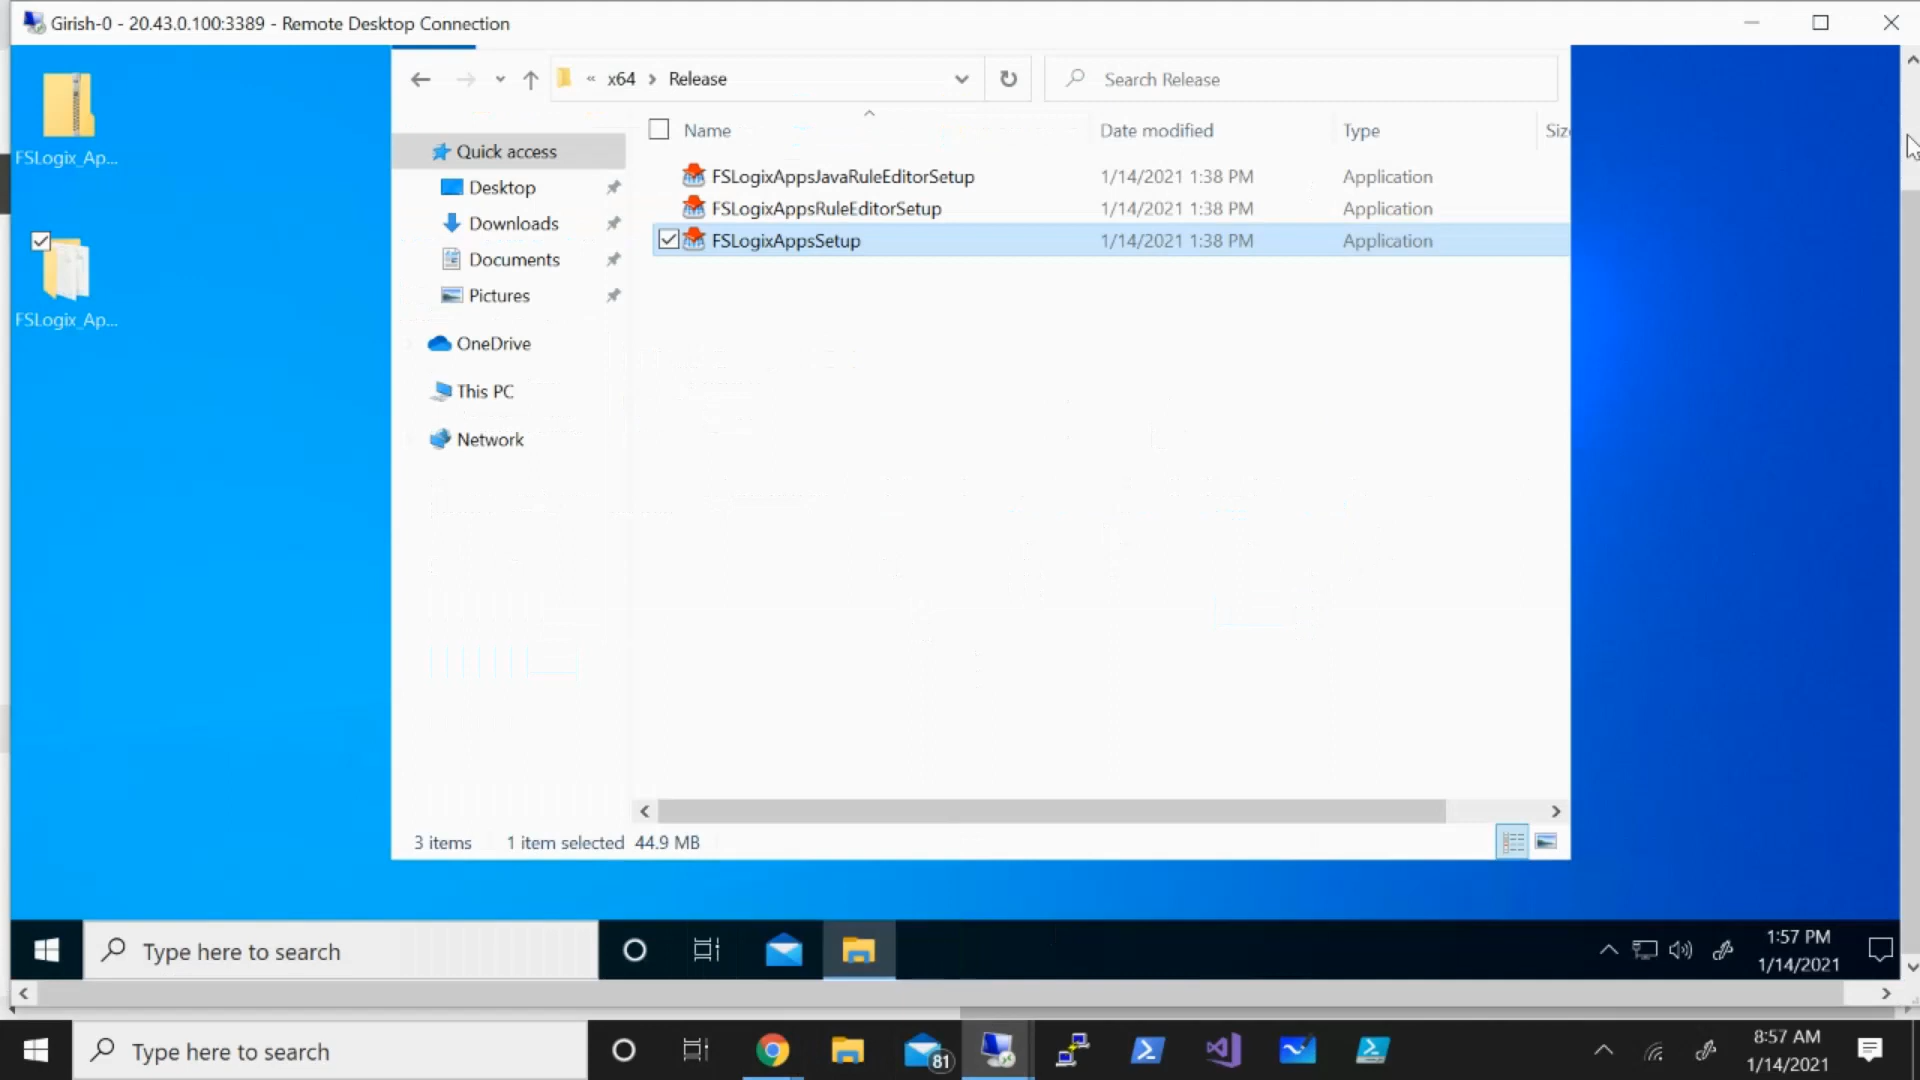 Girish-0 - 20.43.0.100:3389 - Remote Desktop Connection
FSLogix_Ap...
FSLogix_Ap...
« x64 > Release
Search Release
Name Date modified Type Siz
Quick access
Desktop
Downloads
Documents
Pictures
OneDrive
This PC
Network
FSLogixAppsJavaRuleEditorSetup 1/14/2021 1:38 PM Application
FSLogixAppsRuleEditorSetup 1/14/2021 1:38 PM Application
FSLogixAppsSetup 1/14/2021 1:38 PM Application
3 items 1 item selected 44.9 MB
Type here to search
1:57 PM
1/14/2021
Type here to search
81
8:57 AM
1/14/2021